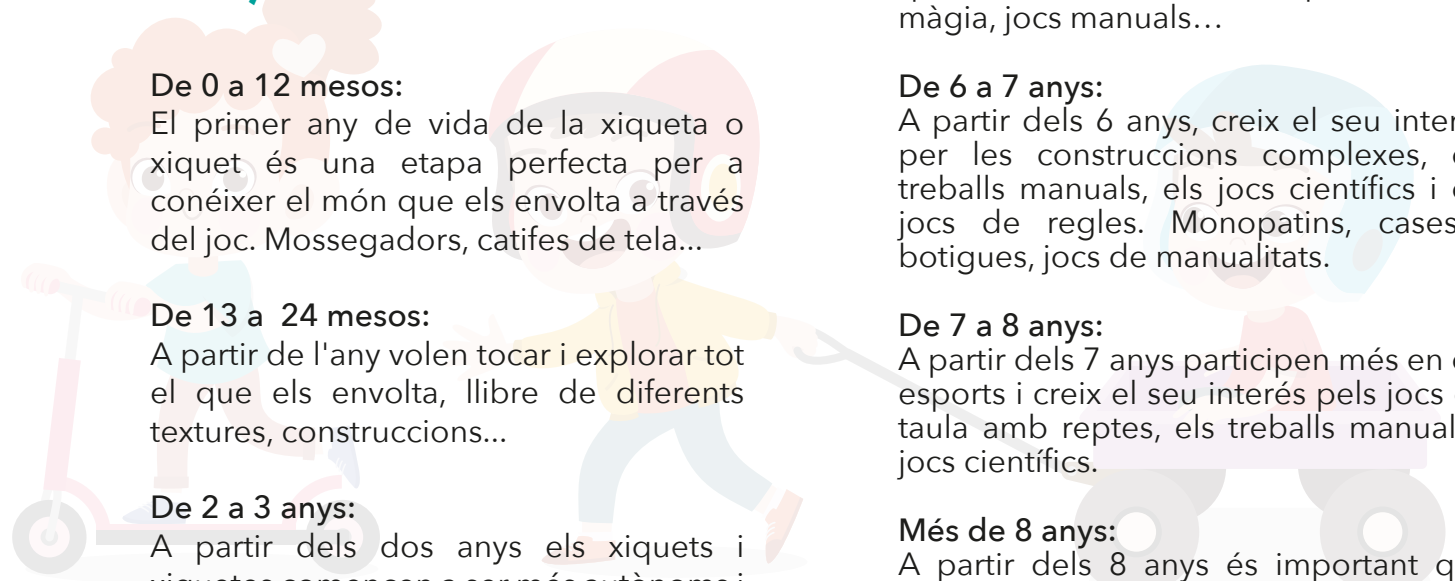 De 0 a 12 mesos:
El primer any de vida de la xiqueta o
xiquet és una etapa perfecta per a
conéixer el món que els envolta a través
del joc. Mossegadors, catifes de tela...
De 13 a 24 mesos:
A partir de l'any volen tocar i explorar tot
el que els envolta, llibre de diferents
textures, construccions...
De 2 a 3 anys:
A partir dels dos anys els xiquets i
màgia, jocs manuals…
De 6 a 7 anys:
A partir dels 6 anys, creix el seu
per les construccions complexes,
treballs manuals, els jocs científics i
jocs de regles. Monopatins, cases
botigues, jocs de manualitats.
De 7 a 8 anys:
A partir dels 7 anys participen més en
esports i creix el seu interés pels jocs
taula amb reptes, els treballs
jocs científics.
Més de 8 anys:
A partir dels 8 anys és important